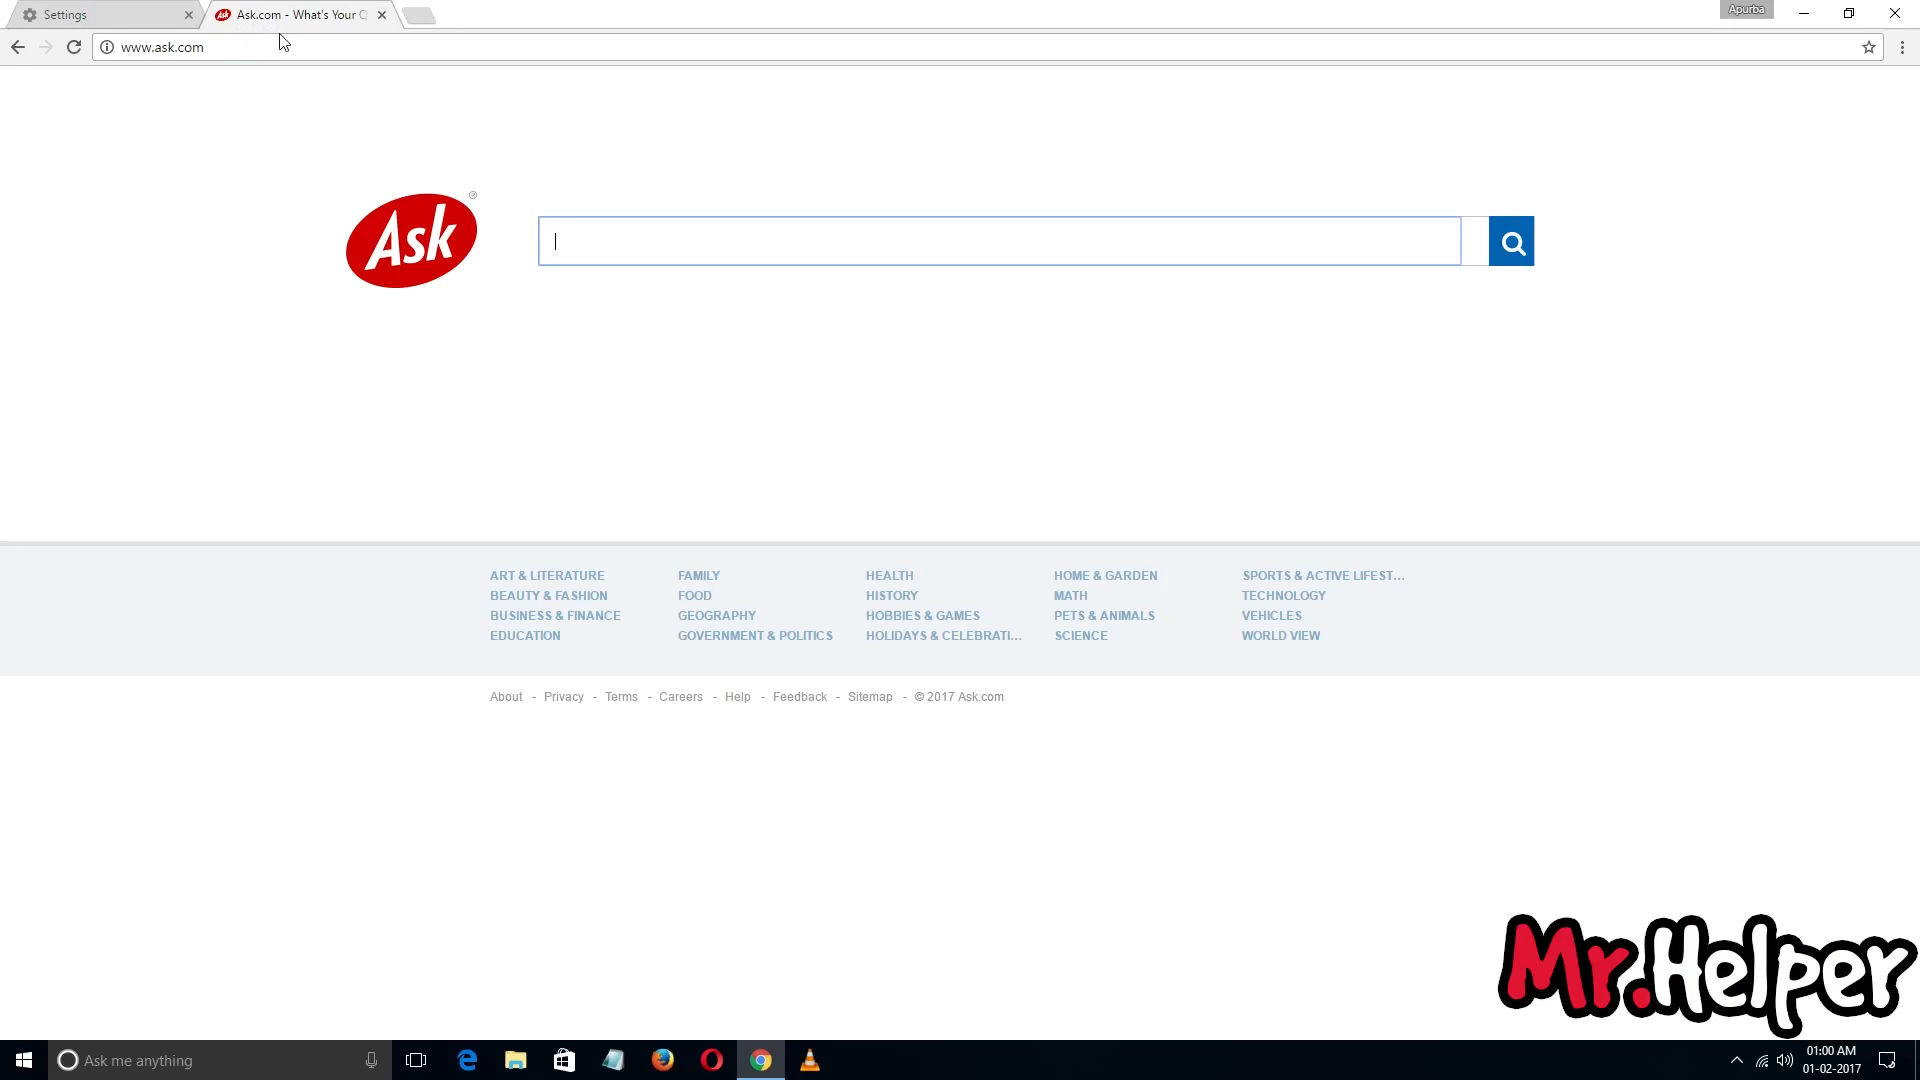 Settings
Ask.com - What's Your Q
Apurba
www.ask.com
Ask ®
ART & LITERATURE
BEAUTY & FASHION
BUSINESS & FINANCE
EDUCATION
FAMILY
FOOD
GEOGRAPHY
GOVERNMENT & POLITICS
HEALTH
HISTORY
HOBBIES & GAMES
HOLIDAYS & CELEBRATI...
HOME & GARDEN
MATH
PETS & ANIMALS
SCIENCE
SPORTS & ACTIVE LIFEST...
TECHNOLOGY
VEHICLES
WORLD VIEW
About - Privacy - Terms - Careers - Help - Feedback - Sitemap - © 2017 Ask.com
Mr.Helper
Ask me anything
01:00 AM
01-02-2017